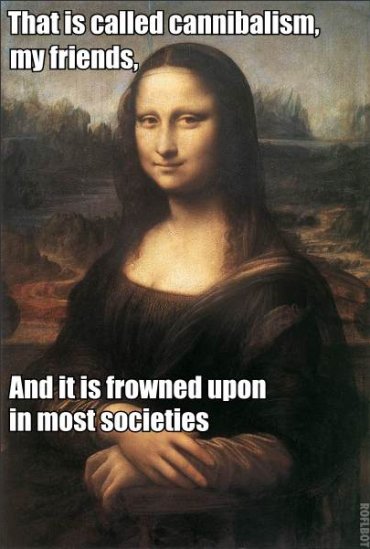 That is called cannibalism,
my friends,
And it is frowned upon
in most societies
ROFLBOT